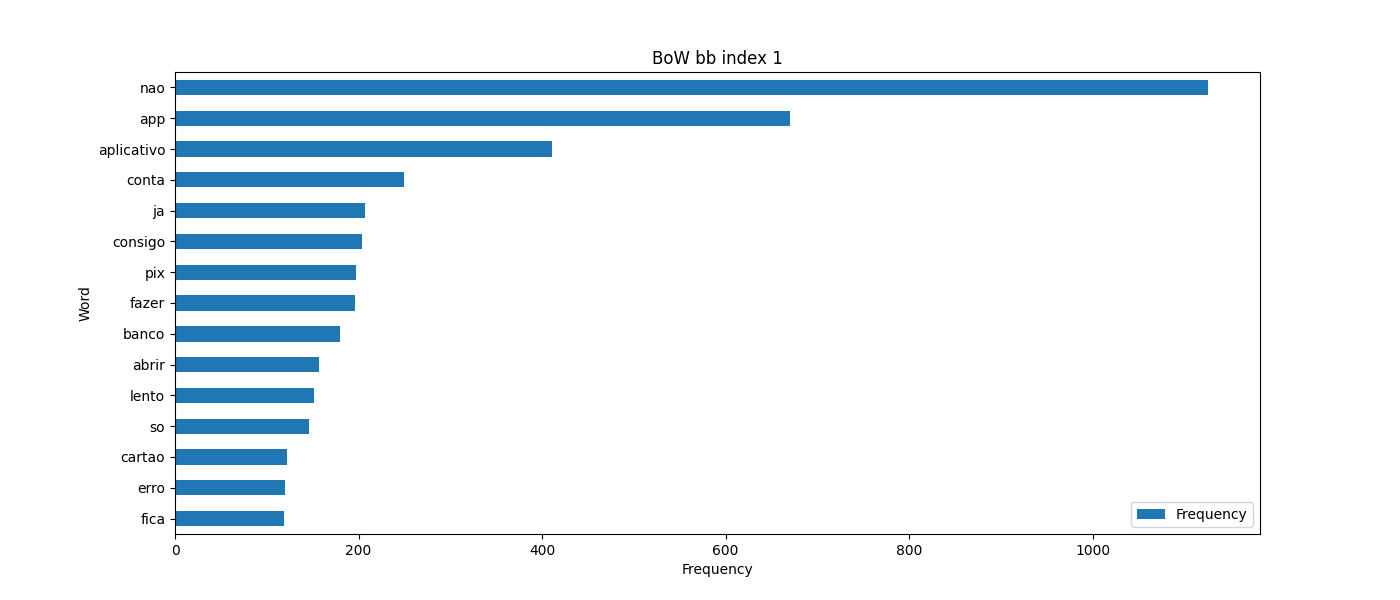 BoW bb index 1
nao
app
aplicativo
conta
ja
consigo
pix
fazer
banco
abrir
lento
so
cartao
erro
fica
Word
Frequency
0 200 400 600 800 1000
Frequency